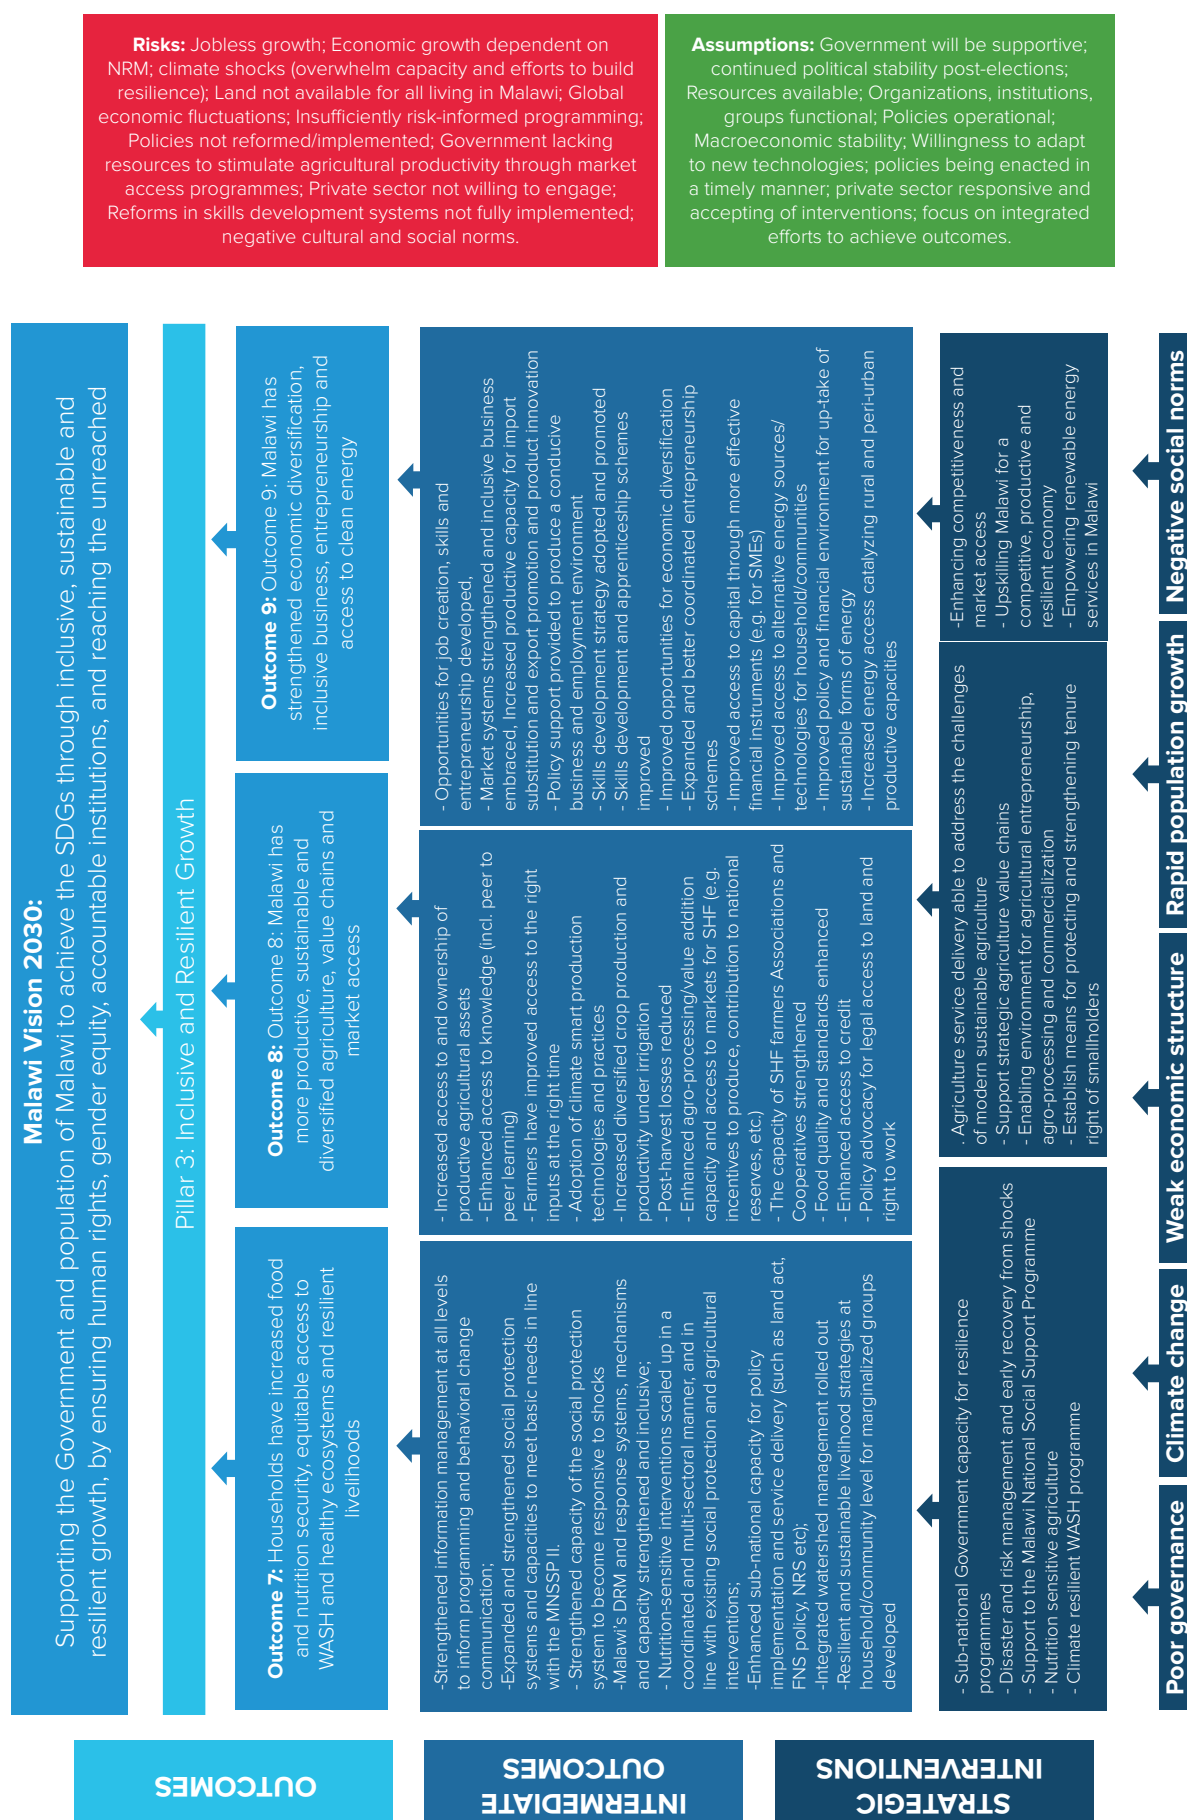 Risks: Jobless growth; Economic growth dependent on
NRM; climate shocks (overwhelm capacity and efforts to build
resilience); Land not available for all living in Malawi; Global
economic fluctuations; Insufficiently risk-informed programming;
Policies not reformed/implemented; Government lacking
resources to stimulate agricultural productivity through market
access programmes; Private sector not willing to engage;
Reforms in skills development systems not fully implemented;
negative cultural and social norms.
Assumptions: Government will be supportive;
continued political stability post-elections;
Resources available; Organizations, institutions,
groups functional; Policies operational;
Macroeconomic stability; Willingness to adapt
to new technologies; policies being enacted in
a timely manner; private sector responsive and
accepting of interventions; focus on integrated
efforts to achieve outcomes.
Malawi Vision 2030:
Supporting the Government and population of Malawi to achieve the SDGs through inclusive, sustainable and
resilient growth, by ensuring human rights, gender equity, accountable institutions, and reaching the unreached
Pillar 3: Inclusive and Resilient Growth
OUTCOMES
Outcome 7: Households have increased food
and nutrition security, equitable access to
WASH and healthy ecosystems and resilient
livelihoods
Outcome 8: Outcome 8: Malawi has
more productive, sustainable and
diversified agriculture, value chains and
market access
Outcome 9: Outcome 9: Malawi has
strengthened economic diversification,
inclusive business, entrepreneurship and
access to clean energy
INTERMEDIATE
OUTCOMES
-Strengthened information management at all levels
to inform programming and behavioral change
communication;
-Expanded and strengthened social protection
systems and capacities to meet basic needs in line
with the MNSSP II.
- Strengthened capacity of the social protection
system to become responsive to shocks
-Malawi's DRM and response systems, mechanisms
and capacity strengthened and inclusive;
- Nutrition-sensitive interventions scaled up in a
coordinated and multi-sectoral manner, and in
line with existing social protection and agricultural
interventions;
-Enhanced sub-national capacity for policy
implementation and service delivery (such as land act,
FNS policy, NRS etc);
-Integrated watershed management rolled out
-Resilient and sustainable livelihood strategies at
household/community level for marginalized groups
developed
- Increased access to and ownership of
productive agricultural assets
- Enhanced access to knowledge (incl. peer to
peer learning)
- Farmers have improved access to the right
inputs at the right time
- Adoption of climate smart production
technologies and practices
- Increased diversified crop production and
productivity under irrigation
- Post-harvest losses reduced
- Enhanced agro-processing/value addition
capacity and access to markets for SHF (e.g.
incentives to produce, contribution to national
reserves, etc.)
- The capacity of SHF farmers Associations and
Cooperatives strengthened
- Food quality and standards enhanced
- Enhanced access to credit
- Policy advocacy for legal access to land and
right to work
- Opportunities for job creation, skills and
entrepreneurship developed,
- Market systems strengthened and inclusive business
embraced, Increased productive capacity for import
substitution and export promotion and product innovation
- Policy support provided to produce a conducive
business and employment environment
- Skills development strategy adopted and promoted
- Skills development and apprenticeship schemes
improved
- Improved opportunities for economic diversification
- Expanded and better coordinated entrepreneurship
schemes
- Improved access to capital through more effective
financial instruments (e.g. for SMEs)
- Improved access to alternative energy sources/
technologies for household/communities
- Improved policy and financial environment for up-take of
sustainable forms of energy
- Increased energy access catalyzing rural and peri-urban
productive capacities
STRATEGIC
INTERVENTIONS
- Sub-national Government capacity for resilience
programmes
- Disaster and risk management and early recovery from shocks
- Support to the Malawi National Social Support Programme
- Nutrition sensitive agriculture
- Climate resilient WASH programme
. Agriculture service delivery able to address the challenges
of modern sustainable agriculture
- Support strategic agriculture value chains
- Enabling environment for agricultural entrepreneurship,
agro-processing and commercialization
- Establish means for protecting and strengthening tenure
right of smallholders
-Enhancing competitiveness and
market access
- Upskilling Malawi for a
competitive, productive and
resilient economy
- Empowering renewable energy
services in Malawi
Poor governance
Climate change
Weak economic structure
Rapid population growth
Negative social norms